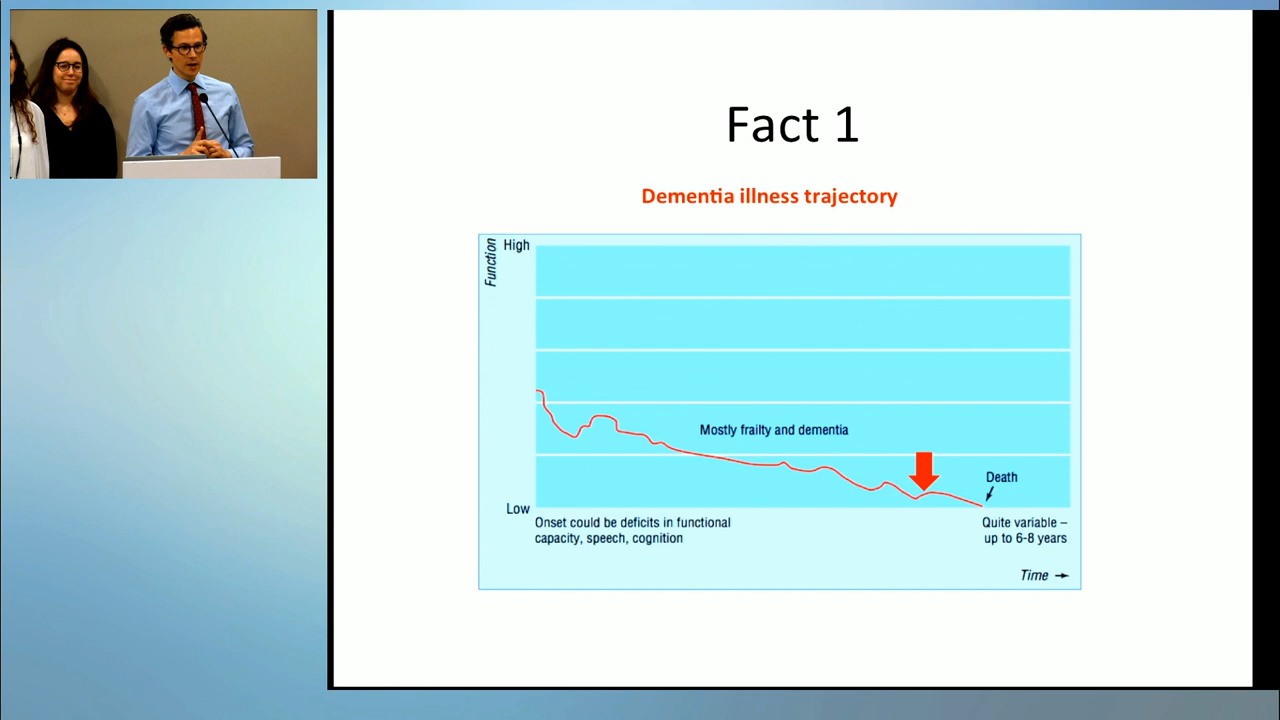 Fact 1
Dementia illness trajectory
Function
High
Mostly frailty and dementia
Death
Low
Onset could be deficits in functional
capacity, speech, cognition
Quite variable –
up to 6-8 years
Time →